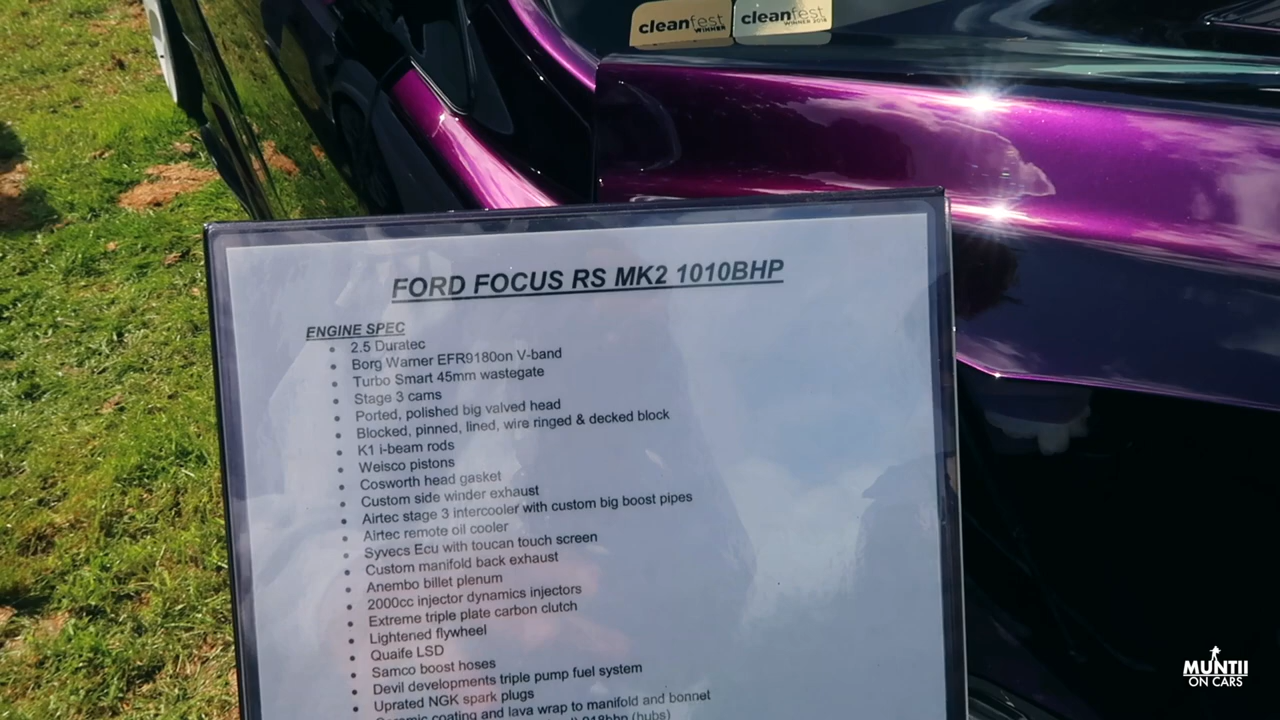 cleanfest
WINNER
cleanfest
WINNER 2018
FORD FOCUS RS MK2 1010BHP
ENGINE SPEC
• 2.5 Duratec
• Borg Warner EFR9180on V-band
• Turbo Smart 45mm wastegate
• Stage 3 cams
• Ported, polished big valved head
• Blocked, pinned, lined, wire ringed & decked block
• K1 i-beam rods
• Weisco pistons
• Cosworth head gasket
• Custom side winder exhaust
• Airtec stage 3 intercooler with custom big boost pipes
• Airtec remote oil cooler
• Syvecs Ecu with toucan touch screen
• Custom manifold back exhaust
• Anembo billet plenum
• 2000cc injector dynamics injectors
• Extreme triple plate carbon clutch
• Lightened flywheel
• Quaife LSD
• Samco boost hoses
• Devil developments triple pump fuel system
• Uprated NGK spark plugs
Ceramic coating and lava wrap to manifold and bonnet
918bhp (hubs)
MUNTII
ON CARS